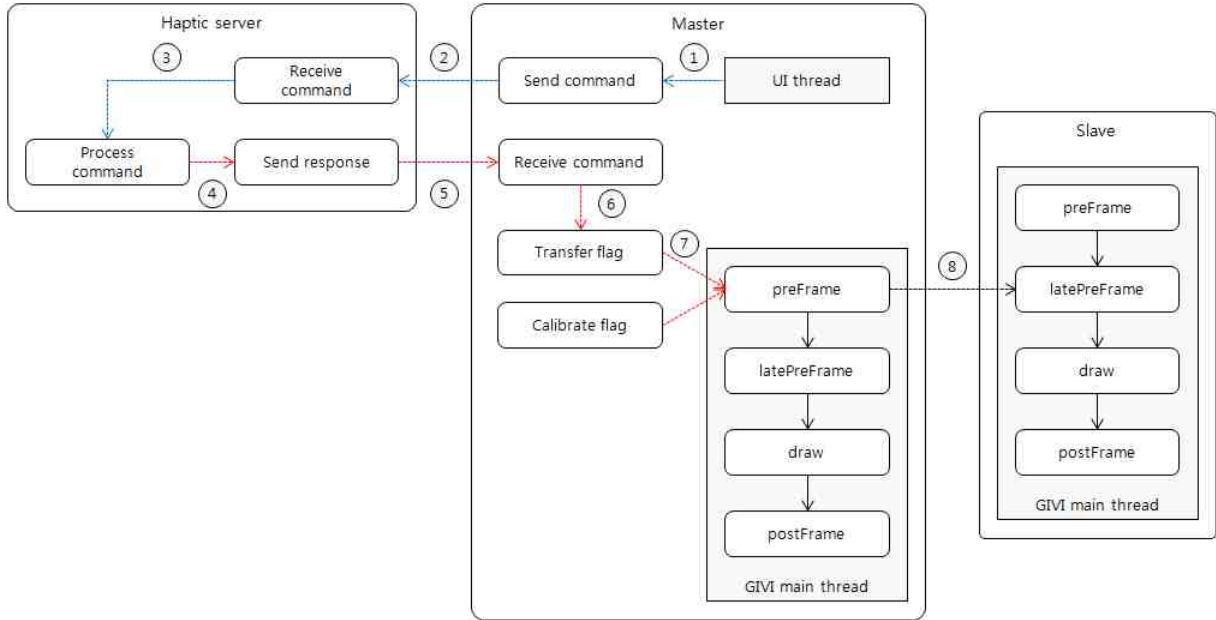 Haptic server
3
Receive
command
Process
command
4
Send response
2
5
Master
Send command
1
UI thread
Receive command
6
Transfer flag
7
Calibrate flag
preFrame
latePreFrame
draw
postFrame
GIVI main thread
8
Slave
preFrame
latePreFrame
draw
postFrame
GIVI main thread